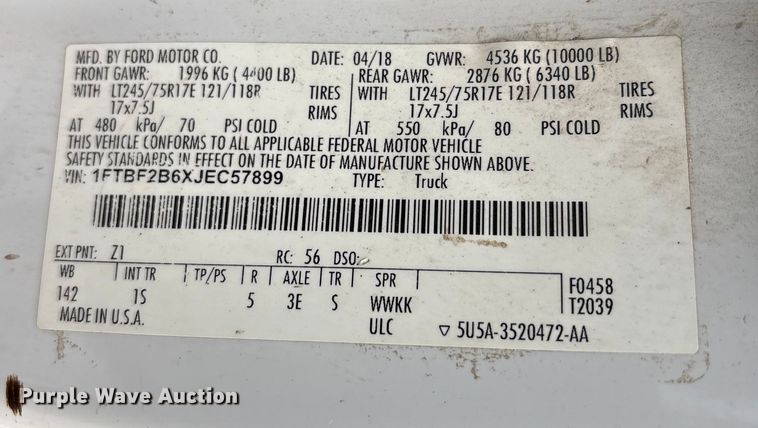 MFD. BY FORD MOTOR CO. DATE: 04/18 GVWR: 4536 KG (10000 LB)
FRONT GAWR: 1996 KG (4400 LB) REAR GAWR: 2876 KG (6340 LB)
WITH LT245/75R17E 121/118R TIRES WITH LT245/75R17E 121/118R TIRES
17x7.5J RIMS 17x7.5J RIMS
AT 480 kPa/ 70 PSI COLD AT 550 kPa/ 80 PSI COLD
THIS VEHICLE CONFORMS TO ALL APPLICABLE FEDERAL MOTOR VEHICLE
SAFETY STANDARDS IN EFFECT ON THE DATE OF MANUFACTURE SHOWN ABOVE.
VIN: 1FTBF2B6XJEC57899 TYPE: Truck
EXT PNT: Z1 RC: 56 DSO:
WB INT TR TP/PS R AXLE TR SPR F0458
142 1S 5 3E S WWKK T2039
MADE IN U.S.A. ULC ▽ 5U5A-3520472-AA
Purple Wave Auction